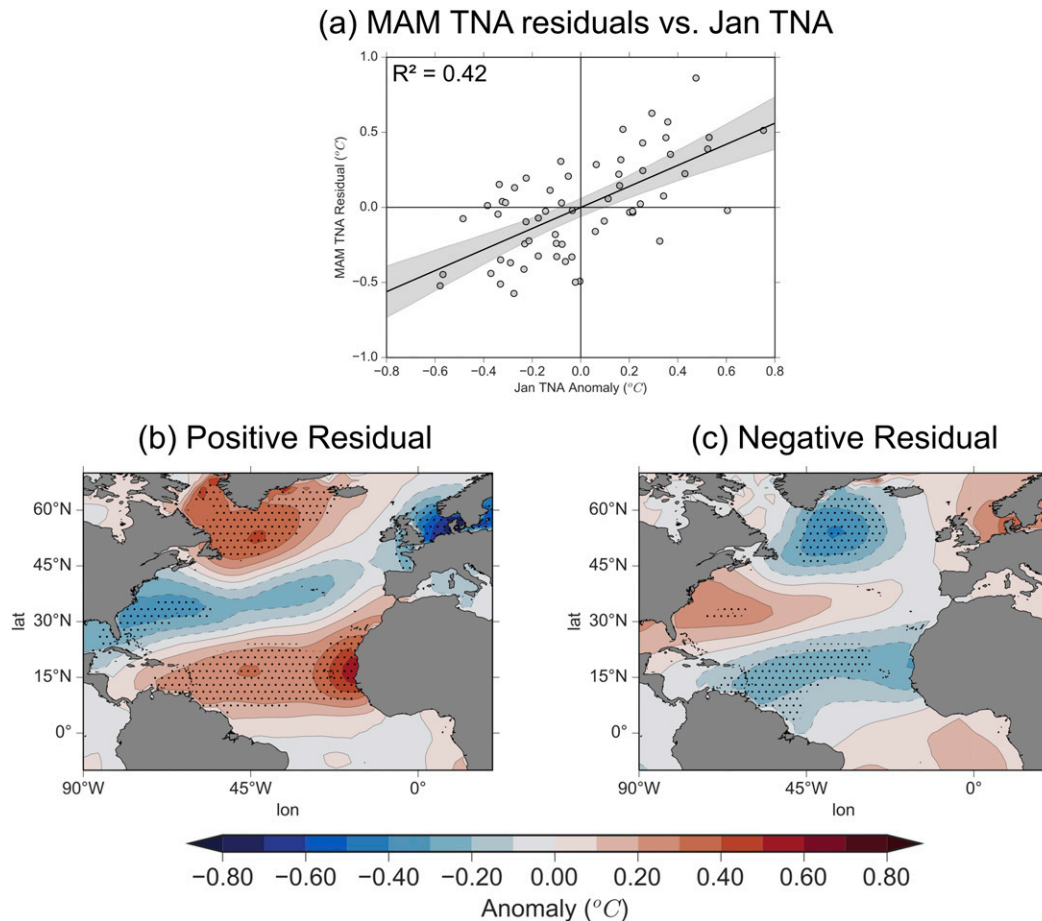 (a) MAM TNA residuals vs. Jan TNA
R² = 0.42
1.0
0.5
0.0
−0.5
−1.0
MAM TNA Residual (°C)
−0.8 −0.6 −0.4 −0.2 0.0 0.2 0.4 0.6 0.8
Jan TNA Anomaly (°C)
(b) Positive Residual
60°N
45°N
30°N
15°N
0°
lat
90°W 45°W 0°
lon
(c) Negative Residual
60°N
45°N
30°N
15°N
0°
lat
90°W 45°W 0°
lon
−0.80 −0.60 −0.40 −0.20 0.00 0.20 0.40 0.60 0.80
Anomaly (°C)